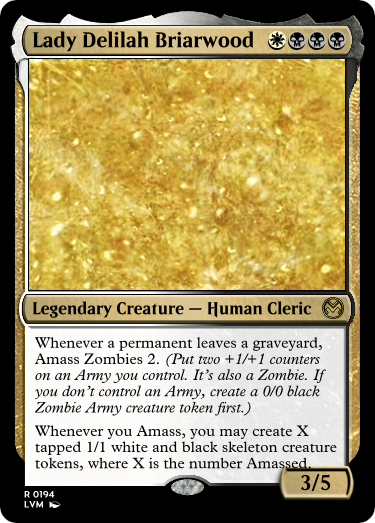 Lady Delilah Briarwood
Legendary Creature — Human Cleric
Whenever a permanent leaves a graveyard,
Amass Zombies 2. (Put two +1/+1 counters
on an Army you control. It's also a Zombie. If
you don't control an Army, create a 0/0 black
Zombie Army creature token first.)
Whenever you Amass, you may create X
tapped 1/1 white and black skeleton creature
tokens, where X is the number Amassed.
3/5
R 0194
LVM